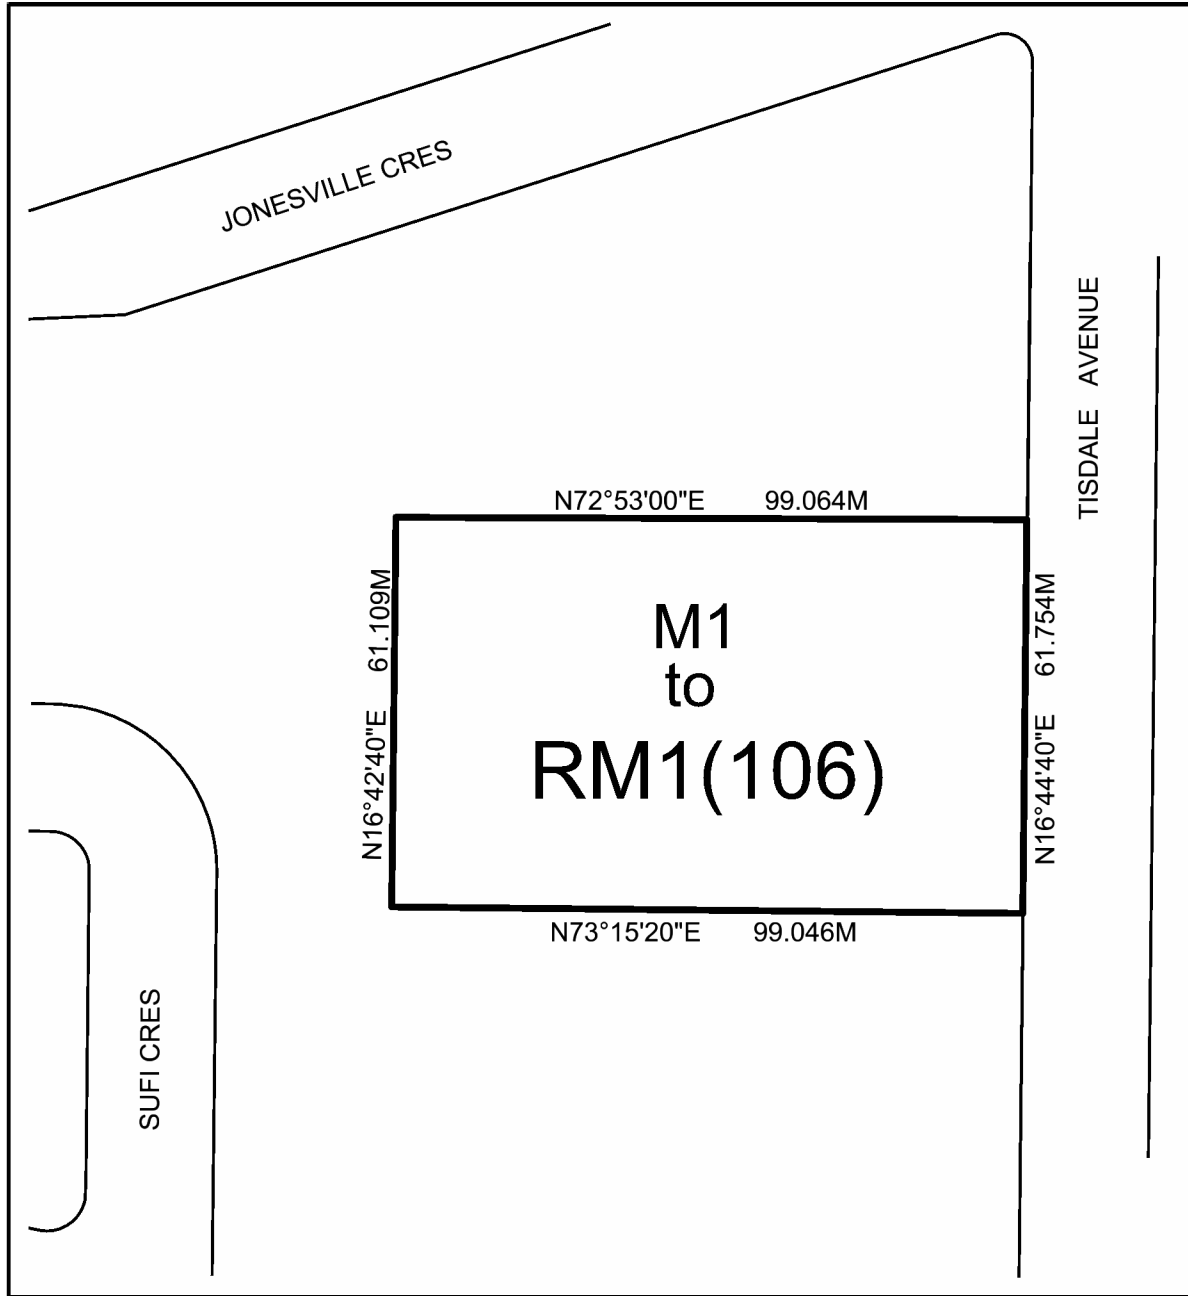 JONESVILLE CRES
TISDALE AVENUE
N72°53'00"E 99.064M
N16°42'40"E 61.109M
M1
to
RM1(106)
N16°44'40"E 61.754M
N73°15'20"E 99.046M
SUFI CRES